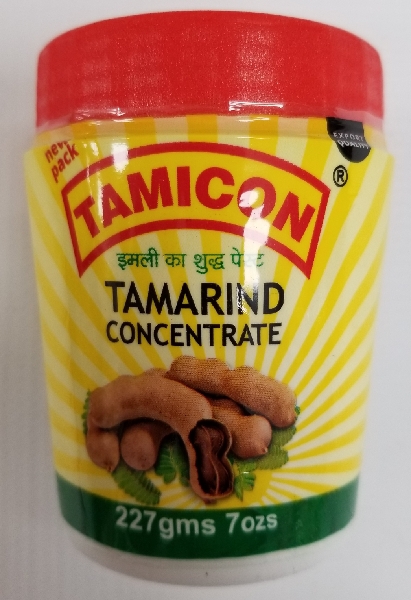 new
pack
EXPORT
QUALITY
TAMICON®
इमली का शुद्ध पेस्ट
TAMARIND
CONCENTRATE
227gms 7ozs